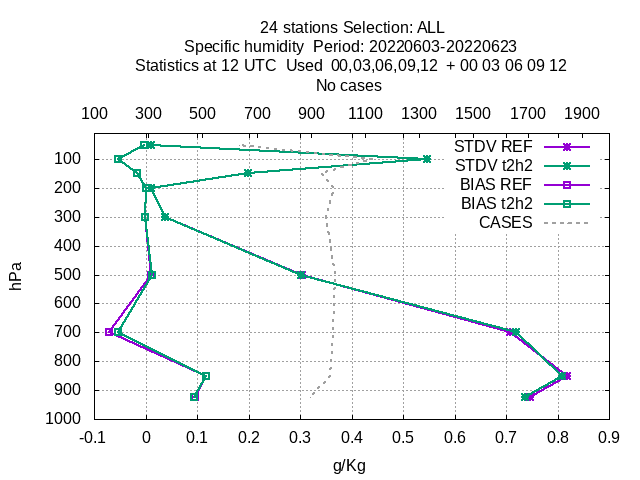 24 stations Selection: ALL
Specific humidity  Period: 20220603-20220623
Statistics at 12 UTC  Used  00,03,06,09,12  + 00 03 06 09 12
No cases
100 300 500 700 900 1100 1300 1500 1700 1900
STDV REF
STDV t2h2
BIAS REF
BIAS t2h2
CASES
100
200
300
400
500
600
700
800
900
1000
hPa
-0.1 0 0.1 0.2 0.3 0.4 0.5 0.6 0.7 0.8 0.9
g/Kg